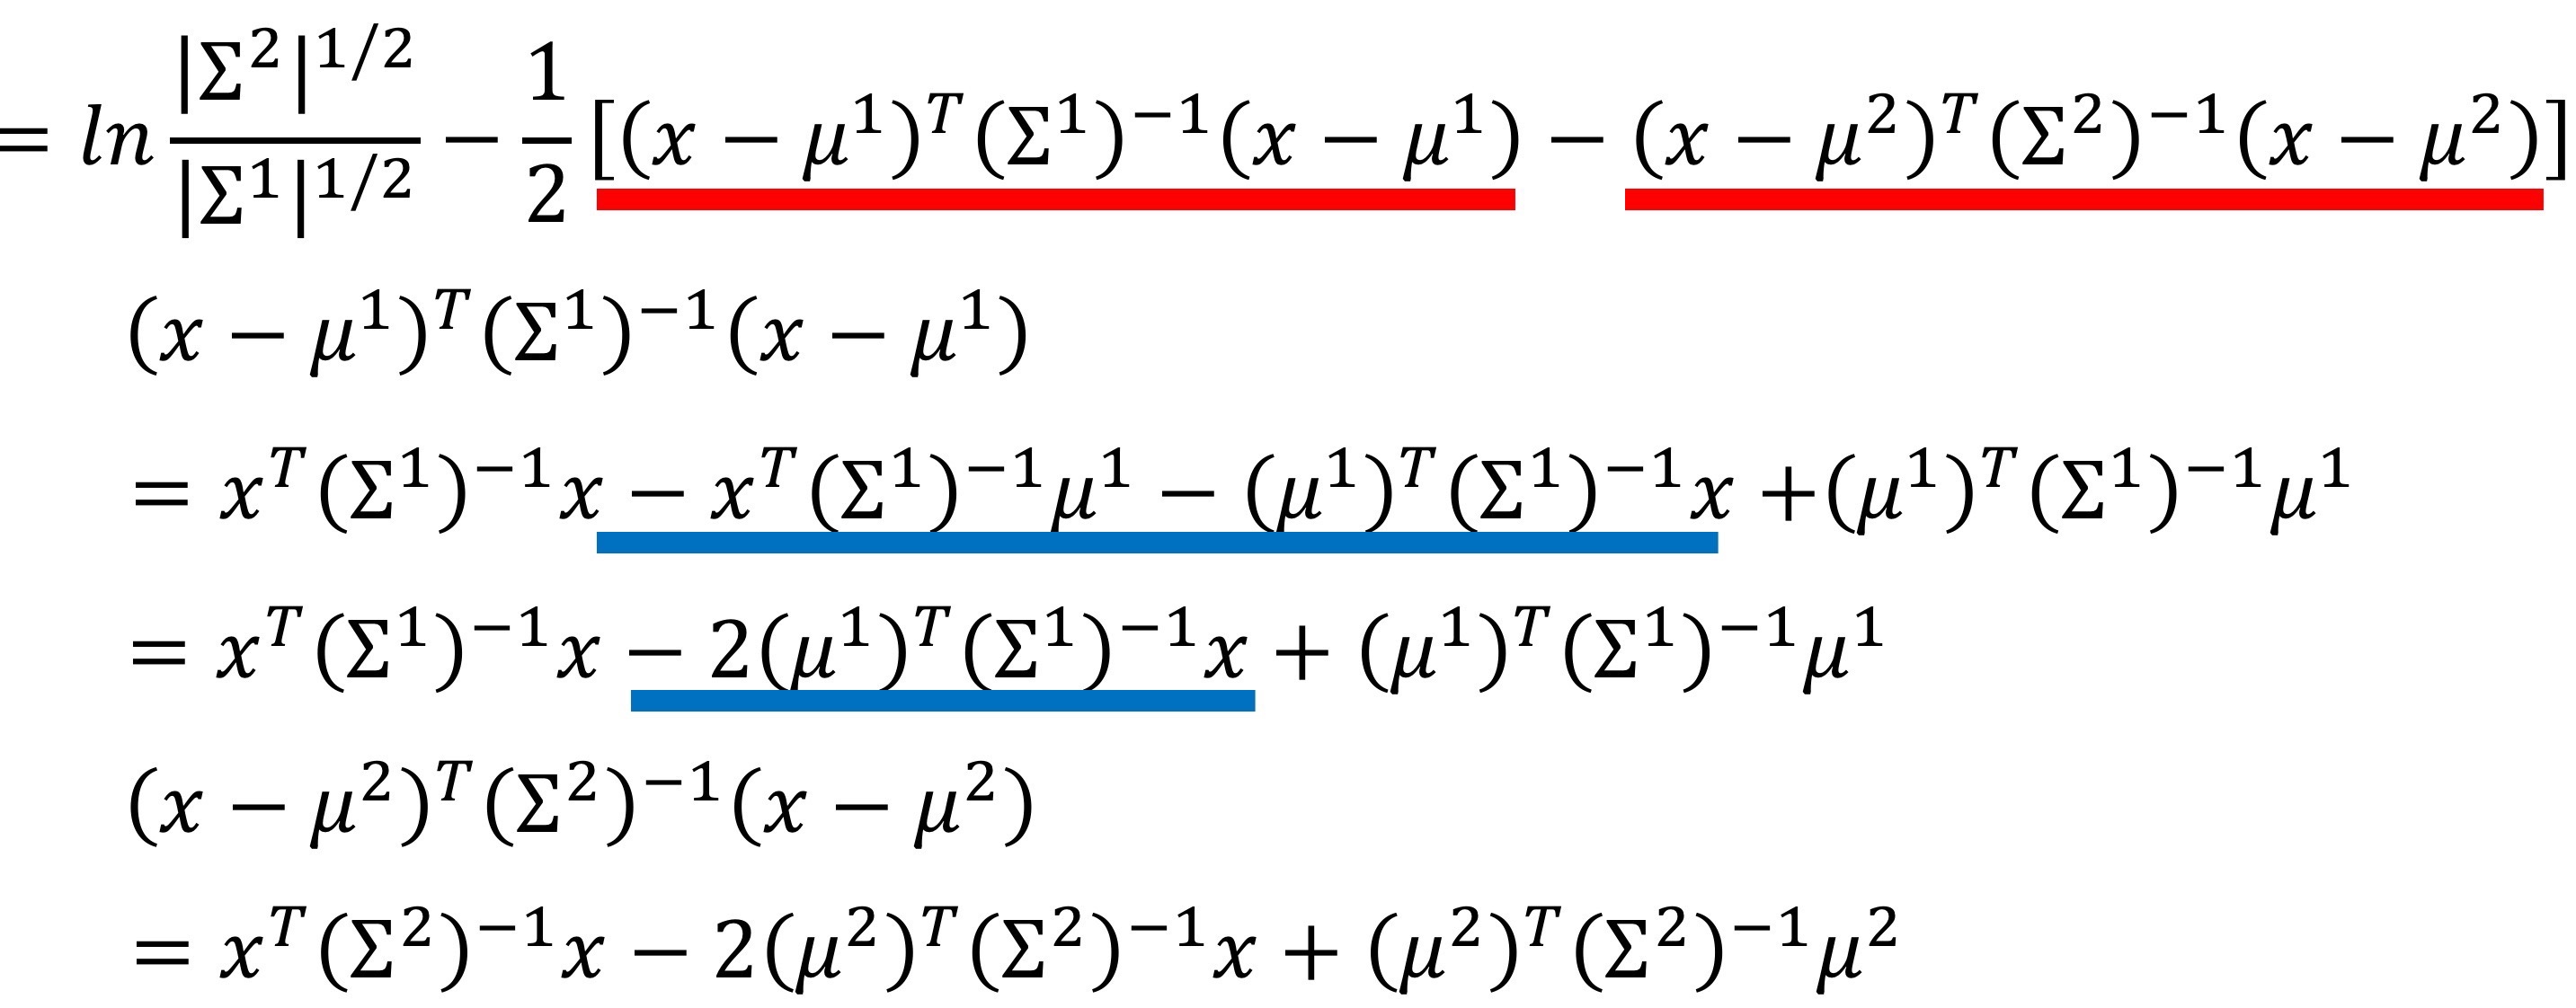 = ln |Σ²|^{1/2} / |Σ¹|^{1/2} − 1/2 [(x − μ¹)^T(Σ¹)^{−1}(x − μ¹) − (x − μ²)^T(Σ²)^{−1}(x − μ²)]
(x − μ¹)^T(Σ¹)^{−1}(x − μ¹)
= x^T(Σ¹)^{−1}x − x^T(Σ¹)^{−1}μ¹ − (μ¹)^T(Σ¹)^{−1}x +(μ¹)^T(Σ¹)^{−1}μ¹
= x^T(Σ¹)^{−1}x − 2(μ¹)^T(Σ¹)^{−1}x + (μ¹)^T(Σ¹)^{−1}μ¹
(x − μ²)^T(Σ²)^{−1}(x − μ²)
= x^T(Σ²)^{−1}x − 2(μ²)^T(Σ²)^{−1}x + (μ²)^T(Σ²)^{−1}μ²